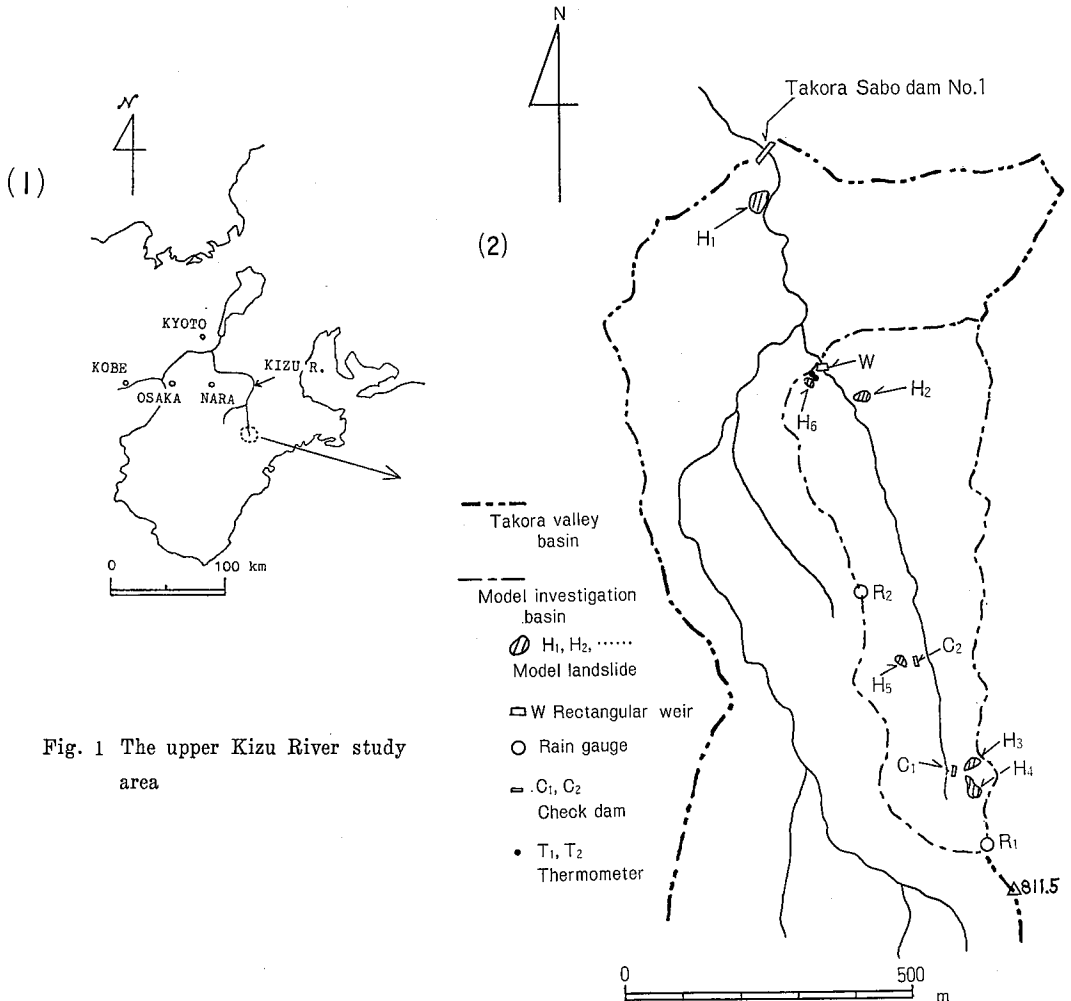 (1)
N
KYOTO
KOBE
OSAKA
NARA
KIZU R.
0
100 km
Fig. 1 The upper Kizu River study
area
(2)
N
Takora Sabo dam No.1
H1
W
H2
H6
R2
C2
H5
C1
H3
H4
R1
811.5
Takora valley
basin
Model investigation
basin
H1, H2, ······
Model landslide
W Rectangular weir
Rain gauge
C1, C2
Check dam
T1, T2
Thermometer
0
500
m